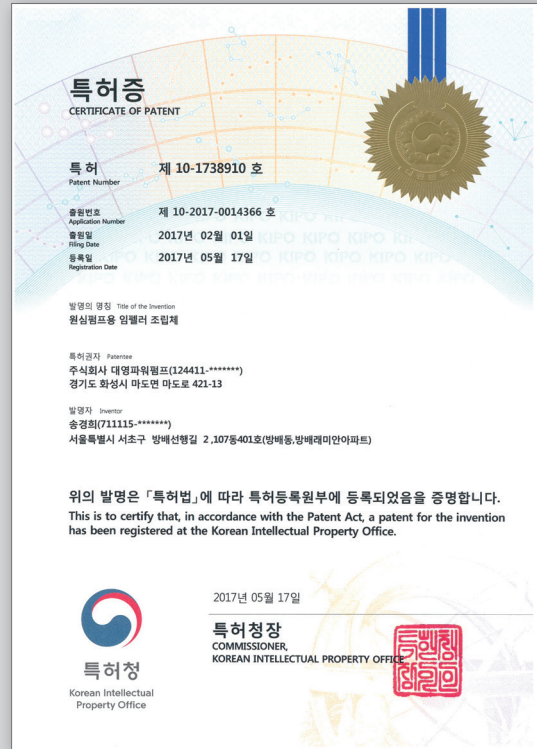 특허증
CERTIFICATE OF PATENT
특허 제 10-1738910 호
Patent Number
출원번호 제 10-2017-0014366 호
Application Number
출원일 2017년 02월 01일
Filing Date
등록일 2017년 05월 17일
Registration Date
발명의 명칭 Title of the Invention
원심펌프용 임펠러 조립체
특허권자 Patentee
주식회사 대영파워펌프(124411-*******)
경기도 화성시 마도면 마도로 421-13
발명자 Inventor
송경희(711115-*******)
서울특별시 서초구 방배선행길 2 ,107동401호(방배동,방배래미안아파트)
위의 발명은 「특허법」에 따라 특허등록원부에 등록되었음을 증명합니다.
This is to certify that, in accordance with the Patent Act, a patent for the invention
has been registered at the Korean Intellectual Property Office.
2017년 05월 17일
특허청장
COMMISSIONER,
KOREAN INTELLECTUAL PROPERTY OFFICE
특허청
Korean Intellectual
Property Office